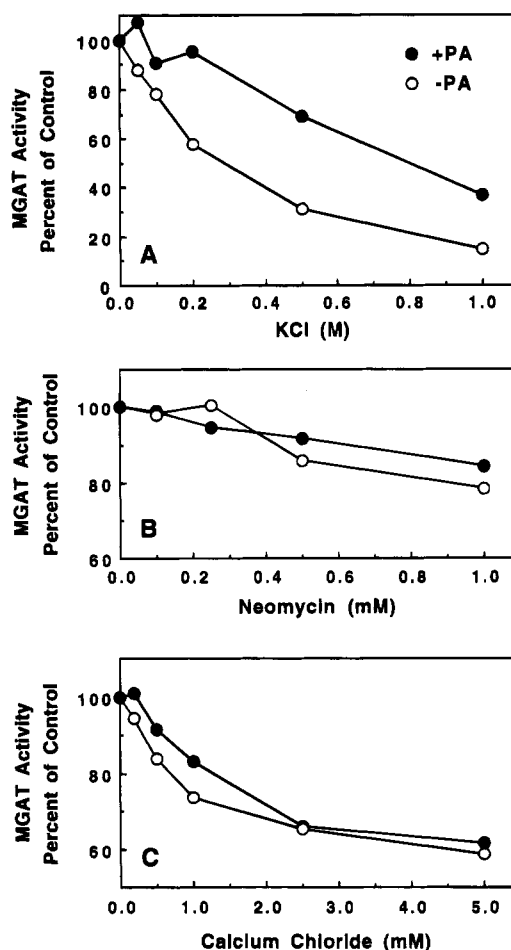 100
80
60
40
20
0
MGAT Activity
Percent of Control
+PA
-PA
A
0.0 0.2 0.4 0.6 0.8 1.0
KCl (M)
100
80
60
MGAT Activity
Percent of Control
B
0.0 0.2 0.4 0.6 0.8 1.0
Neomycin (mM)
100
80
60
MGAT Activity
Percent of Control
C
0.0 1.0 2.0 3.0 4.0 5.0
Calcium Chloride (mM)